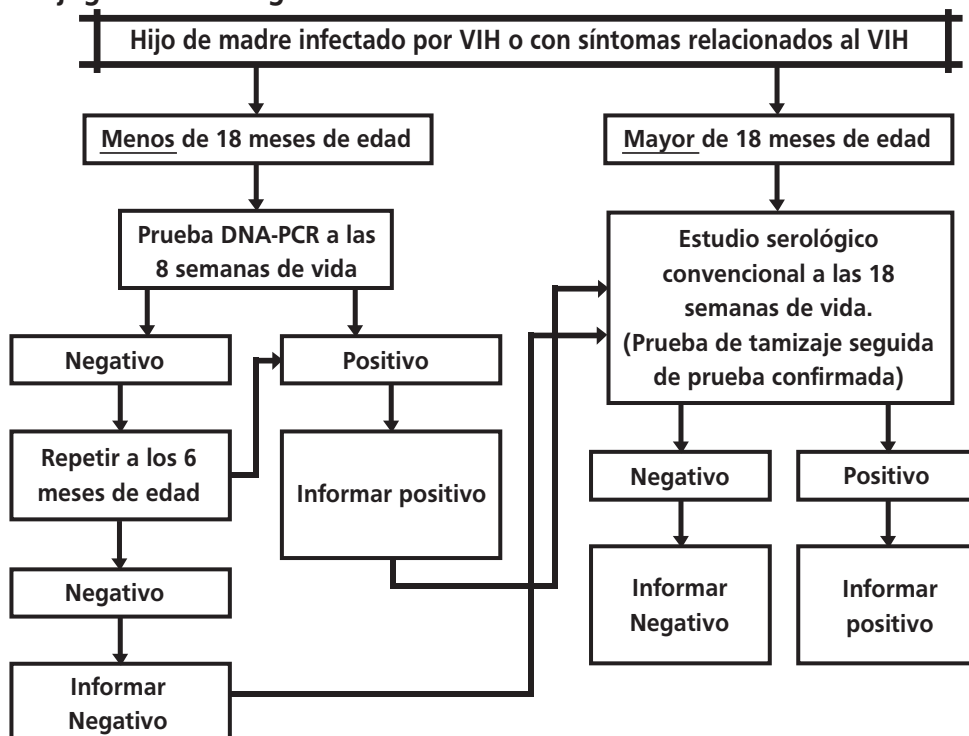 Hijo de madre infectado por VIH o con síntomas relacionados al VIH
Menos de 18 meses de edad
Mayor de 18 meses de edad
Prueba DNA-PCR a las
8 semanas de vida
Estudio serológico
convencional a las 18
semanas de vida.
(Prueba de tamizaje seguida
de prueba confirmada)
Negativo
Positivo
Repetir a los 6
meses de edad
Informar positivo
Negativo
Positivo
Negativo
Informar
Negativo
Informar
positivo
Informar
Negativo